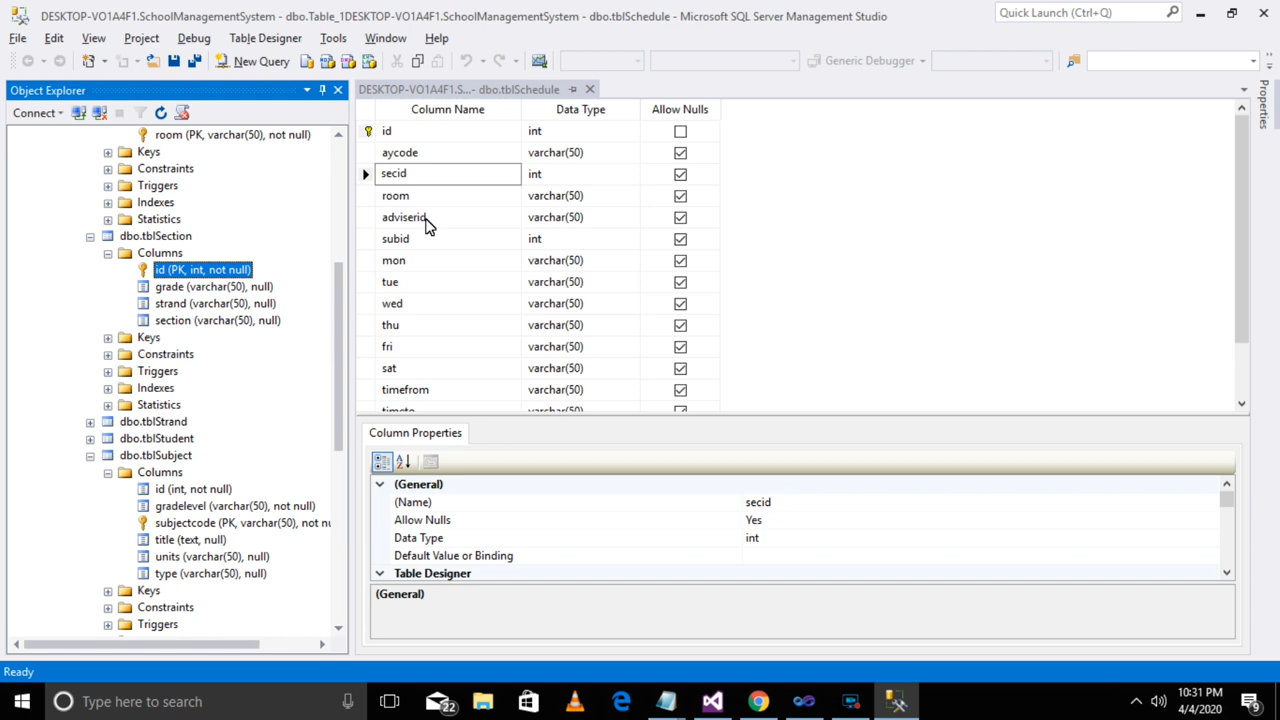 DESKTOP-VO1A4F1.SchoolManagementSystem - dbo.Table_1DESKTOP-VO1A4F1.SchoolManagementSystem - dbo.tblSchedule - Microsoft SQL Server Management Studio
Quick Launch (Ctrl+Q)
File Edit View Project Debug Table Designer Tools Window Help
New Query
Generic Debugger
Object Explorer
DESKTOP-VO1A4F1.S...- dbo.tblSchedule
Properties
Connect
room (PK, varchar(50), not null)
Keys
Constraints
Triggers
Indexes
Statistics
dbo.tblSection
Columns
id (PK, int, not null)
grade (varchar(50), null)
strand (varchar(50), null)
section (varchar(50), null)
Keys
Constraints
Triggers
Indexes
Statistics
dbo.tblStrand
dbo.tblStudent
dbo.tblSubject
Columns
id (int, not null)
gradelevel (varchar(50), not null)
subjectcode (PK, varchar(50), not nu
title (text, null)
units (varchar(50), null)
type (varchar(50), null)
Keys
Constraints
Triggers
Column Name Data Type Allow Nulls
id int
aycode varchar(50)
secid int
room varchar(50)
adviserid varchar(50)
subid int
mon varchar(50)
tue varchar(50)
wed varchar(50)
thu varchar(50)
fri varchar(50)
sat varchar(50)
timefrom varchar(50)
timeto varchar(50)
Column Properties
(General)
(Name) secid
Allow Nulls Yes
Data Type int
Default Value or Binding
Table Designer
(General)
Ready
Type here to search
22
10:31 PM
4/4/2020
9